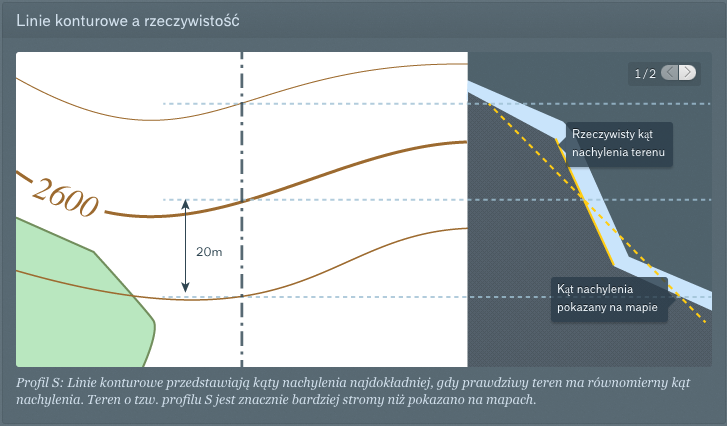 Linie konturowe a rzeczywistość
1/2
Rzeczywisty kąt
nachylenia terenu
2600
20m
Kąt nachylenia
pokazany na mapie
Profil S: Linie konturowe przedstawiają kąty nachylenia najdokładniej, gdy prawdziwy teren ma równomierny kąt
nachylenia. Teren o tzw. profilu S jest znacznie bardziej stromy niż pokazano na mapach.